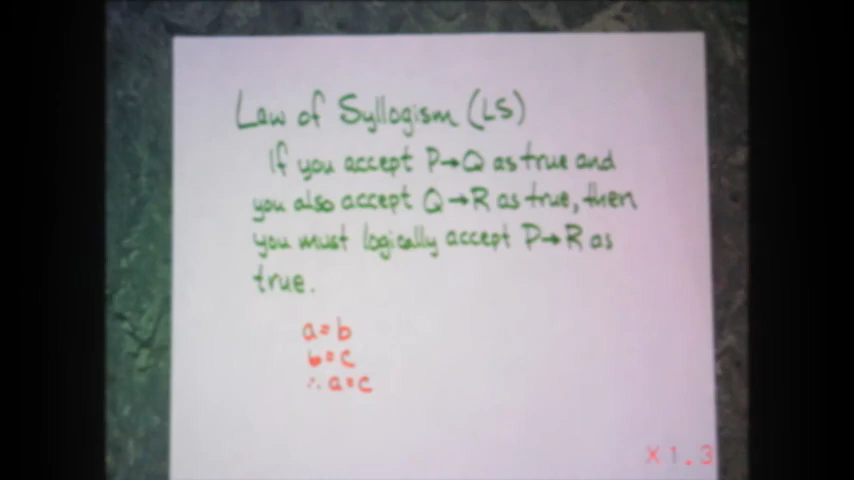 Law of Syllogism (LS)
If you accept P→Q as true and
you also accept Q→R as true, then
you must logically accept P→R as
true.
a=b
b=c
∴ a=c
X1.3